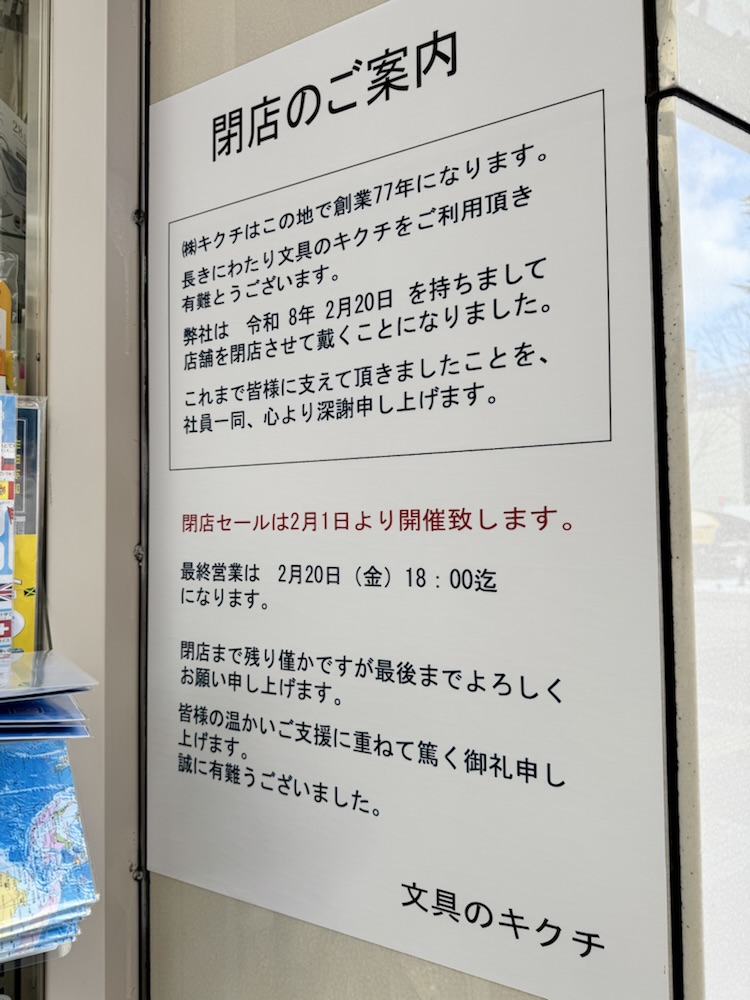 閉店のご案内
㈱キクチはこの地で創業77年になります。
長きにわたり文具のキクチをご利用頂き
有難とうございます。
弊社は 令和 8年 2月20日 を持ちまして
店舗を閉店させて戴くことになりました。
これまで皆様に支えて頂きましたことを、
社員一同、心より深謝申し上げます。
閉店セールは2月1日より開催致します。
最終営業は 2月20日（金）18：00迄
になります。
閉店まで残り僅かですが最後までよろしく
お願い申し上げます。
皆様の温かいご支援に重ねて篤く御礼申し
上げます。
誠に有難うございました。
文具のキクチ